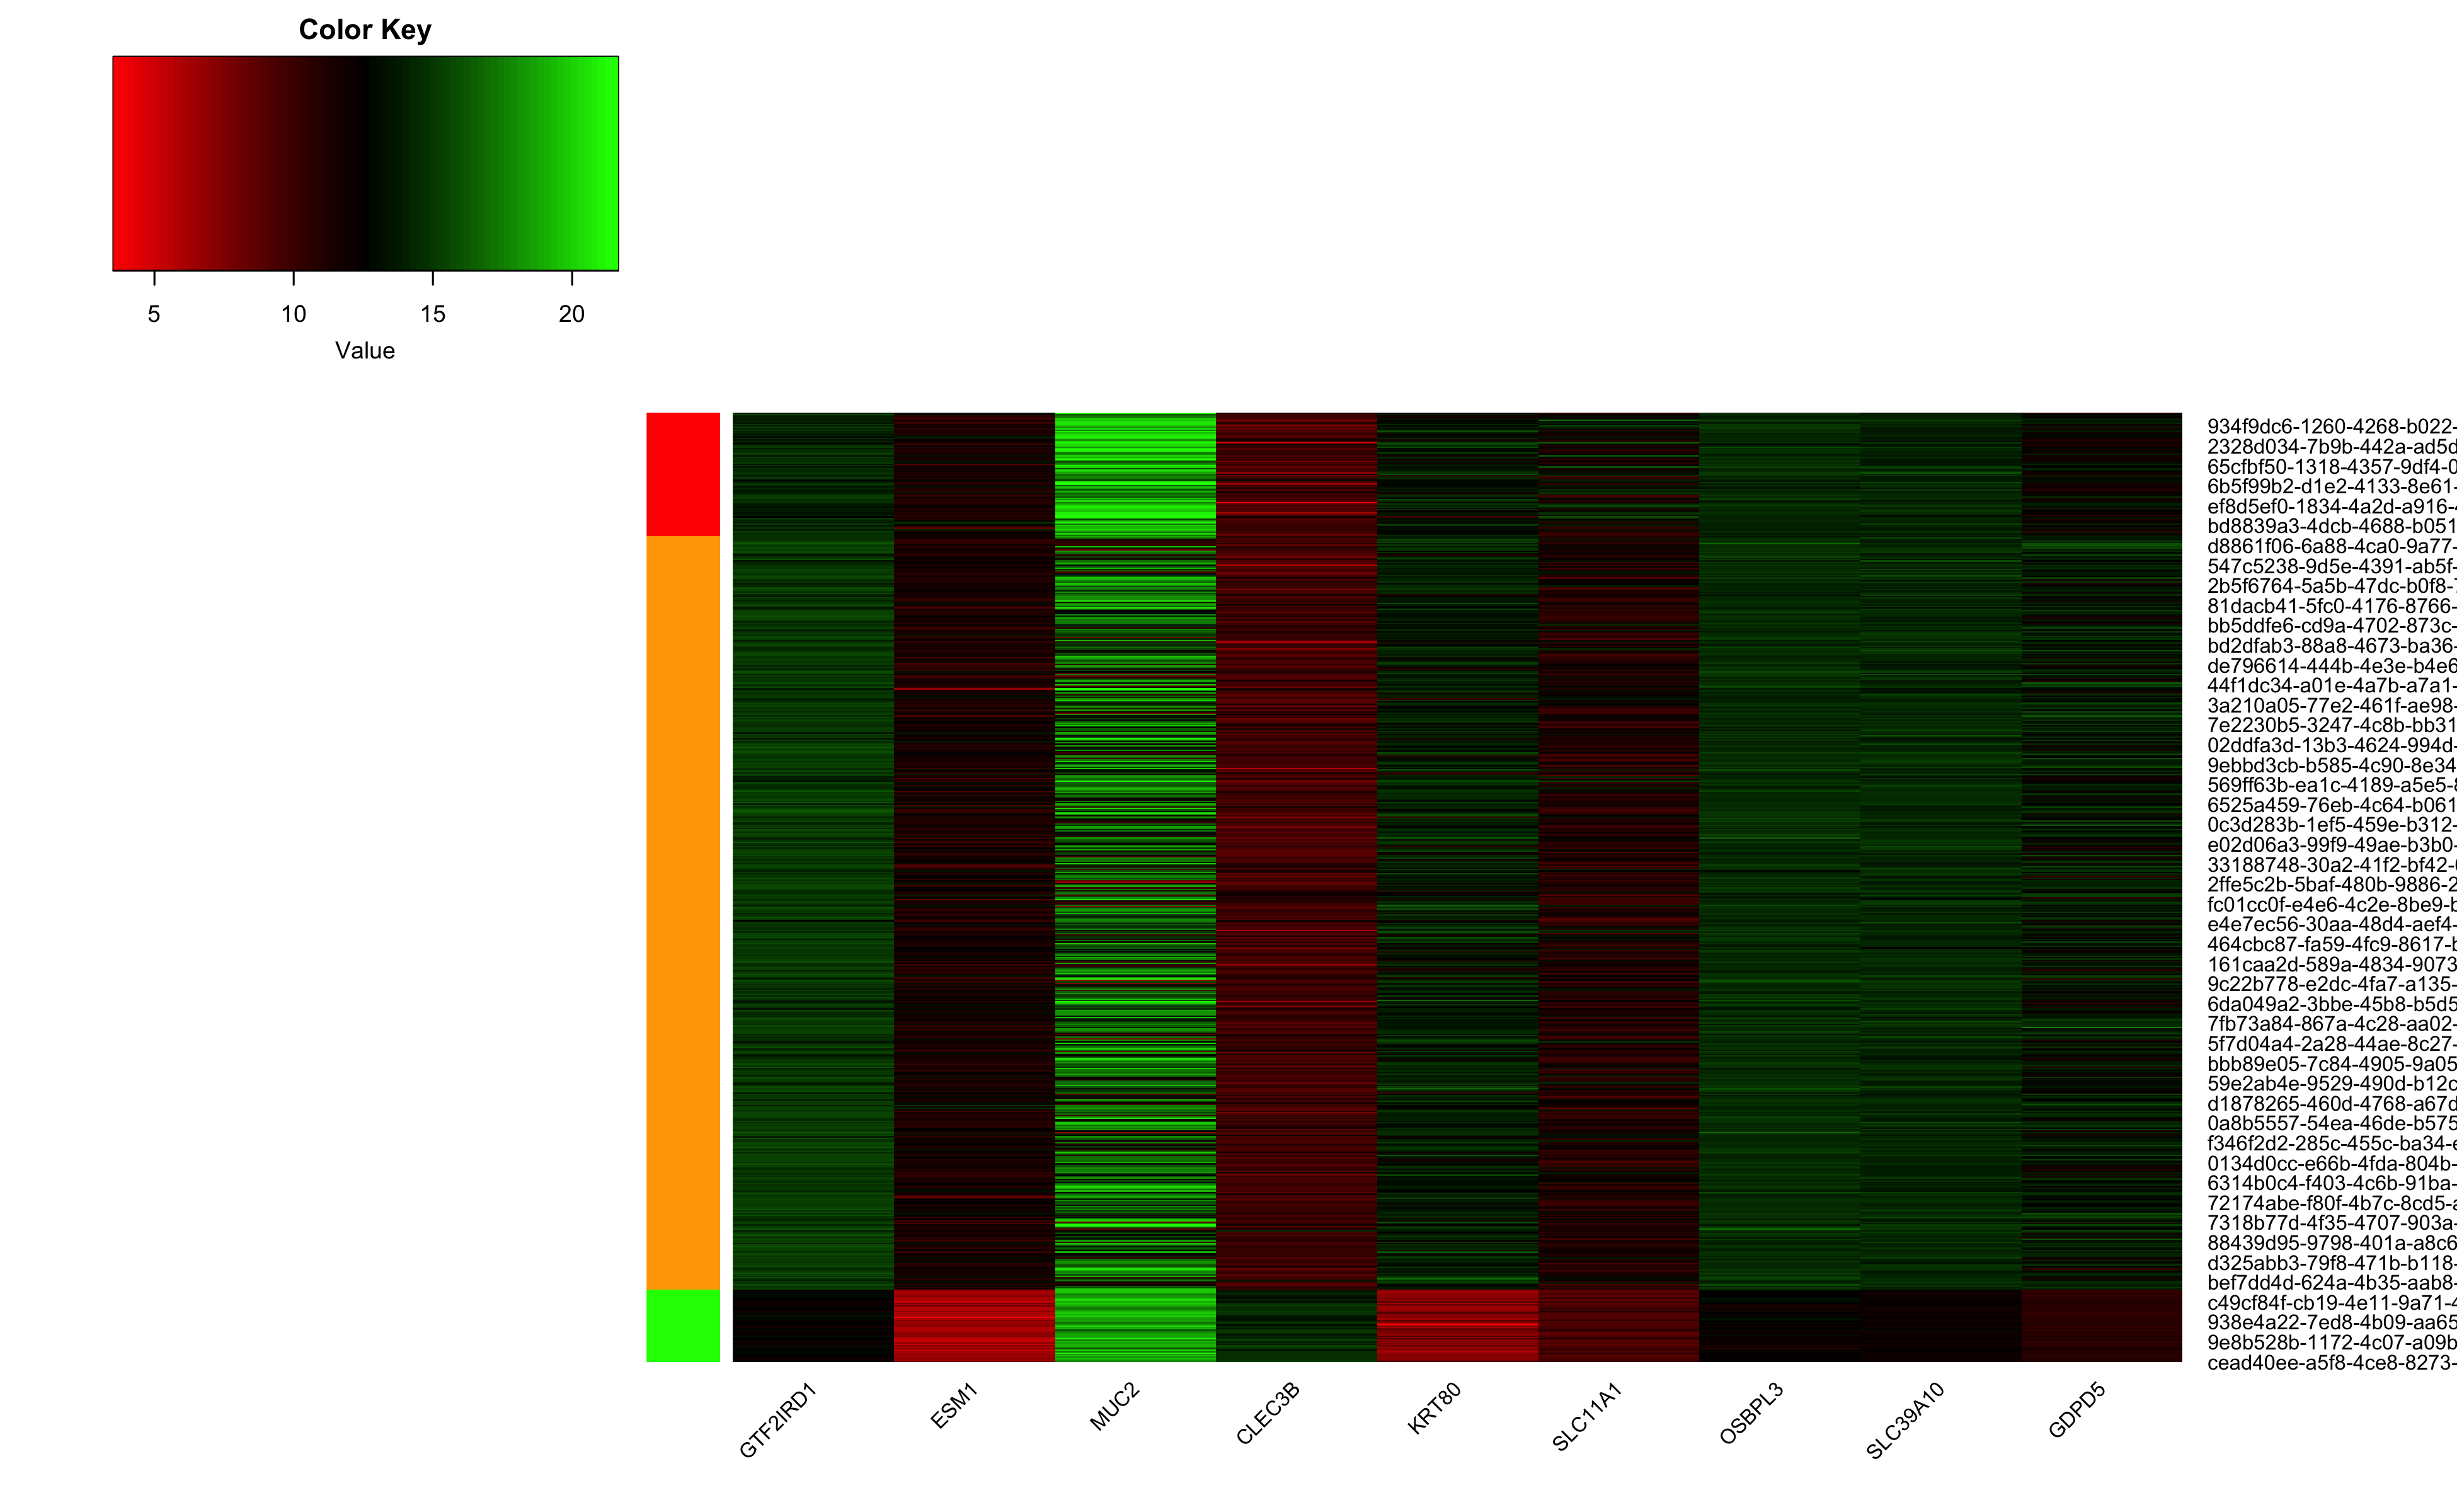 Color Key
5 10 15 20
Value
934f9dc6-1260-4268-b022-
2328d034-7b9b-442a-ad5d
65cfbf50-1318-4357-9df4-0
6b5f99b2-d1e2-4133-8e61-
ef8d5ef0-1834-4a2d-a916-
bd8839a3-4dcb-4688-b051
d8861f06-6a88-4ca0-9a77-
547c5238-9d5e-4391-ab5f-
2b5f6764-5a5b-47dc-b0f8-
81dacb41-5fc0-4176-8766-
bb5ddfe6-cd9a-4702-873c-
bd2dfab3-88a8-4673-ba36-
de796614-444b-4e3e-b4e6
44f1dc34-a01e-4a7b-a7a1-
3a210a05-77e2-461f-ae98-
7e2230b5-3247-4c8b-bb31
02ddfa3d-13b3-4624-994d-
9ebbd3cb-b585-4c90-8e34
569ff63b-ea1c-4189-a5e5-
6525a459-76eb-4c64-b061
0c3d283b-1ef5-459e-b312-
e02d06a3-99f9-49ae-b3b0-
33188748-30a2-41f2-bf42-
2ffe5c2b-5baf-480b-9886-2
fc01cc0f-e4e6-4c2e-8be9-
e4e7ec56-30aa-48d4-aef4-
464cbc87-fa59-4fc9-8617-
161caa2d-589a-4834-9073
9c22b778-e2dc-4fa7-a135-
6da049a2-3bbe-45b8-b5d5
7fb73a84-867a-4c28-aa02-
5f7d04a4-2a28-44ae-8c27-
bbb89e05-7c84-4905-9a05
59e2ab4e-9529-490d-b12c
d1878265-460d-4768-a67d
0a8b5557-54ea-46de-b575
f346f2d2-285c-455c-ba34-
0134d0cc-e66b-4fda-804b-
6314b0c4-f403-4c6b-91ba-
72174abe-f80f-4b7c-8cd5-
7318b77d-4f35-4707-903a-
88439d95-9798-401a-a8c6
d325abb3-79f8-471b-b118-
bef7dd4d-624a-4b35-aab8-
c49cf84f-cb19-4e11-9a71-
938e4a22-7ed8-4b09-aa65
9e8b528b-1172-4c07-a09b
cead40ee-a5f8-4ce8-8273-
GTF2IRD1 ESM1 MUC2 CLEC3B KRT80 SLC11A1 OSBPL3 SLC39A10 GDPD5